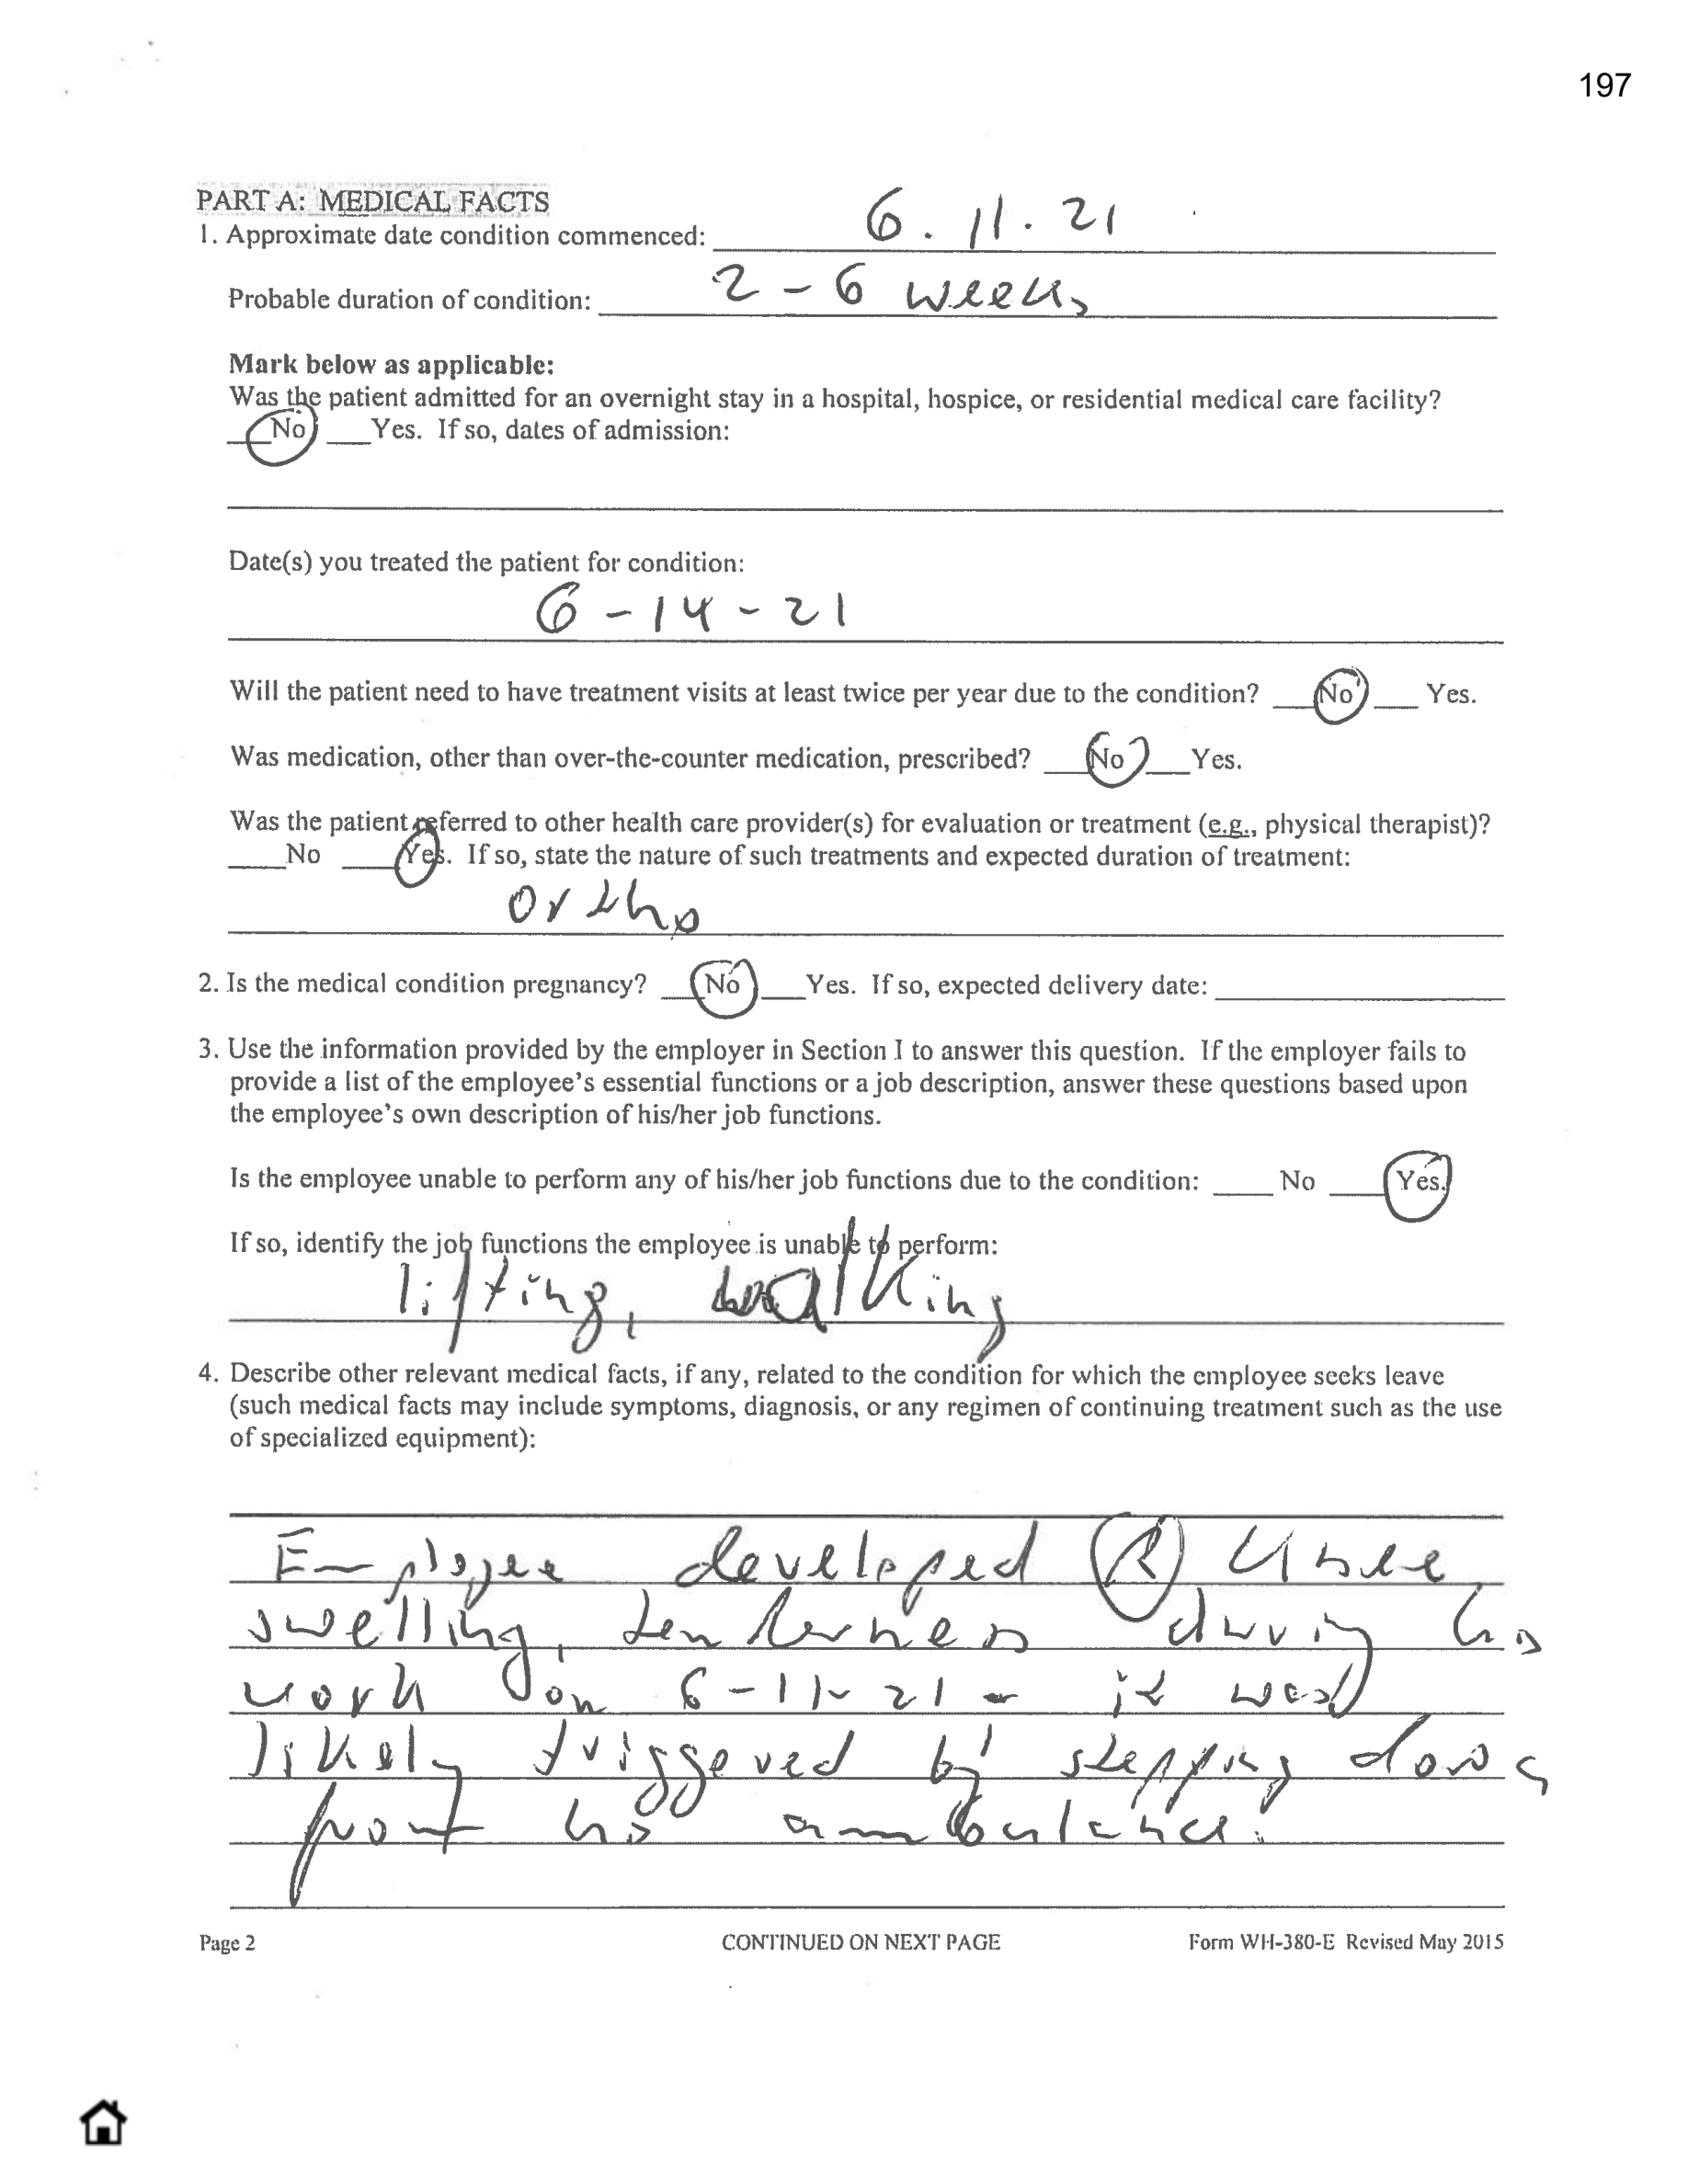 197
PART A: MEDICAL FACTS
1. Approximate date condition commenced: 6. 11. 21
Probable duration of condition: 2 - 6 weeks
Mark below as applicable:
Was the patient admitted for an overnight stay in a hospital, hospice, or residential medical care facility?
___No ___Yes. If so, dates of admission:
Date(s) you treated the patient for condition:
6 - 14 - 21
Will the patient need to have treatment visits at least twice per year due to the condition? ___No ___ Yes.
Was medication, other than over-the-counter medication, prescribed? ___No ___Yes.
Was the patient referred to other health care provider(s) for evaluation or treatment (e.g., physical therapist)?
____No ____Yes. If so, state the nature of such treatments and expected duration of treatment:
ortho
2. Is the medical condition pregnancy? ___No ___Yes. If so, expected delivery date: ____________________
3. Use the information provided by the employer in Section I to answer this question. If the employer fails to
provide a list of the employee's essential functions or a job description, answer these questions based upon
the employee's own description of his/her job functions.
Is the employee unable to perform any of his/her job functions due to the condition: ____ No ____ Yes.
If so, identify the job functions the employee is unable to perform:
lifting, walking
4. Describe other relevant medical facts, if any, related to the condition for which the employee seeks leave
(such medical facts may include symptoms, diagnosis, or any regimen of continuing treatment such as the use
of specialized equipment):
Employee developed (R) knee
swelling, tenderness during his
work on 6-11-21 - it was
likely triggered by stepping down
from his ambulance.
Page 2 CONTINUED ON NEXT PAGE Form WH-380-E Revised May 2015